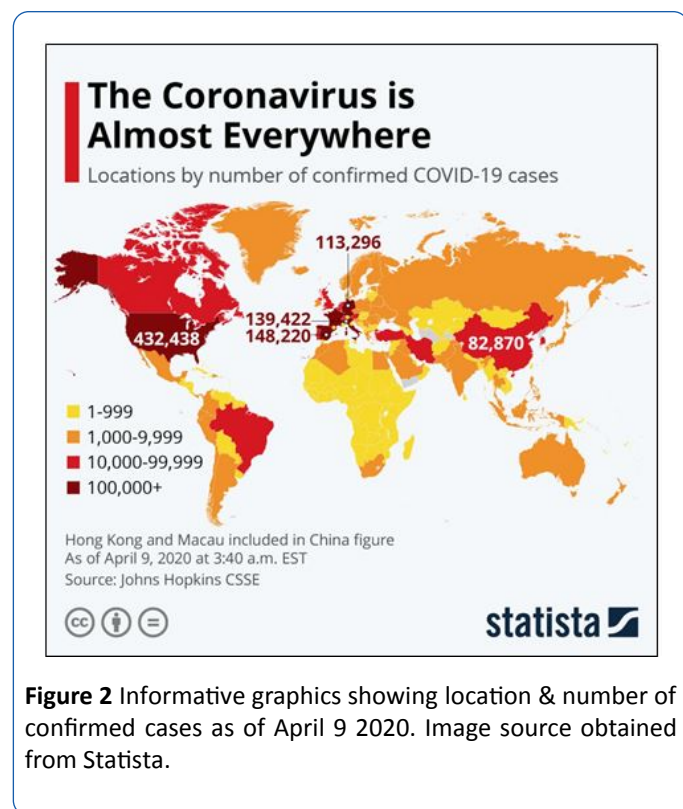 The Coronavirus is
Almost Everywhere
Locations by number of confirmed COVID-19 cases
113,296
139,422
148,220
432,438
82,870
1-999
1,000-9,999
10,000-99,999
100,000+
Hong Kong and Macau included in China figure
As of April 9, 2020 at 3:40 a.m. EST
Source: Johns Hopkins CSSE
cc
statista
Figure 2 Informative graphics showing location & number of
confirmed cases as of April 9 2020. Image source obtained
from Statista.